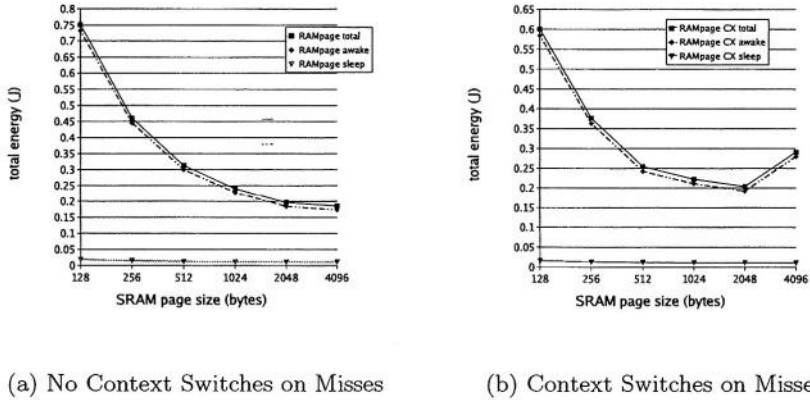 0.8
0.75
0.7
0.65
0.6
0.55
0.5
0.45
0.4
0.35
0.3
0.25
0.2
0.15
0.1
0.05
0
total energy (J)
RAMpage total
RAMpage awake
RAMpage sleep
128 256 512 1024 2048 4096
SRAM page size (bytes)
(a) No Context Switches on Misses
0.65
0.6
0.55
0.5
0.45
0.4
0.35
0.3
0.25
0.2
0.15
0.1
0.05
0
total energy (J)
RAMpage CX total
RAMpage CX awake
RAMpage CX sleep
128 256 512 1024 2048 4096
SRAM page size (bytes)
(b) Context Switches on Misse